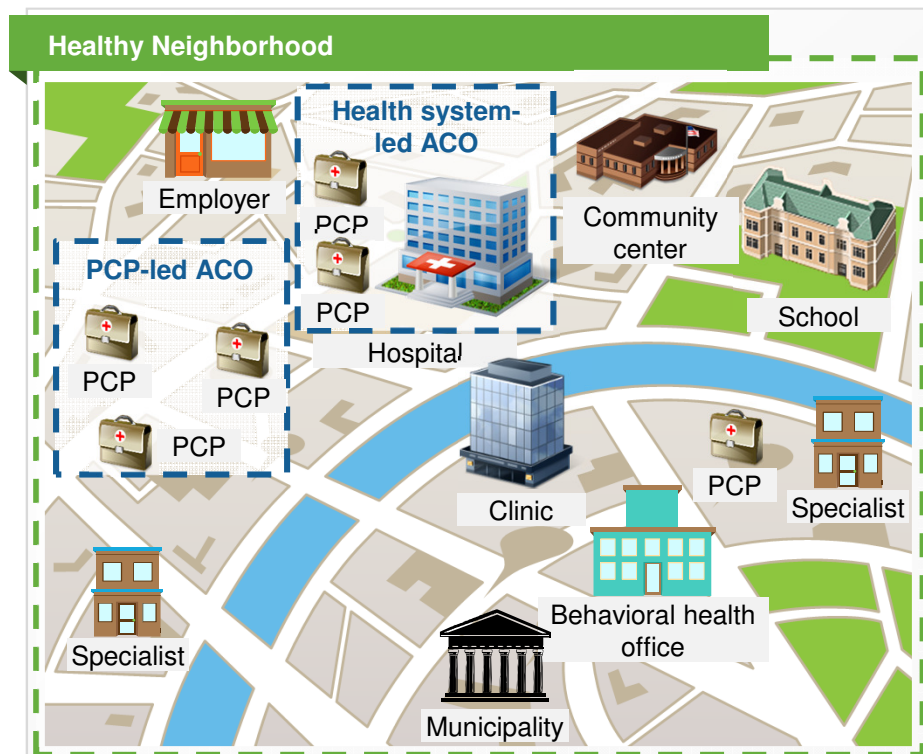 Healthy Neighborhood
Health system-
led ACO
Employer
PCP
Community
center
PCP-led ACO
PCP
School
Hospital
PCP
PCP
PCP
Clinic
PCP
Specialist
Behavioral health
office
Specialist
Municipality